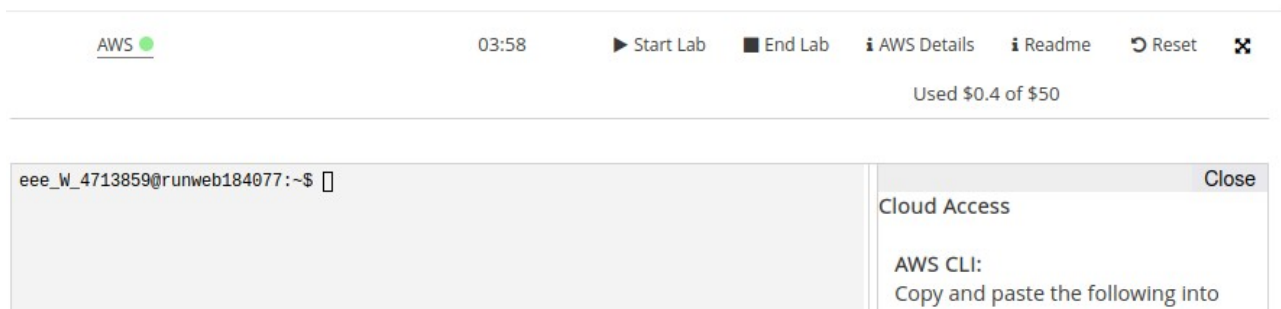 AWS 03:58 Start Lab End Lab i AWS Details i Readme Reset
Used $0.4 of $50
eee_W_4713859@runweb184077:~$
Close
Cloud Access
AWS CLI:
Copy and paste the following into